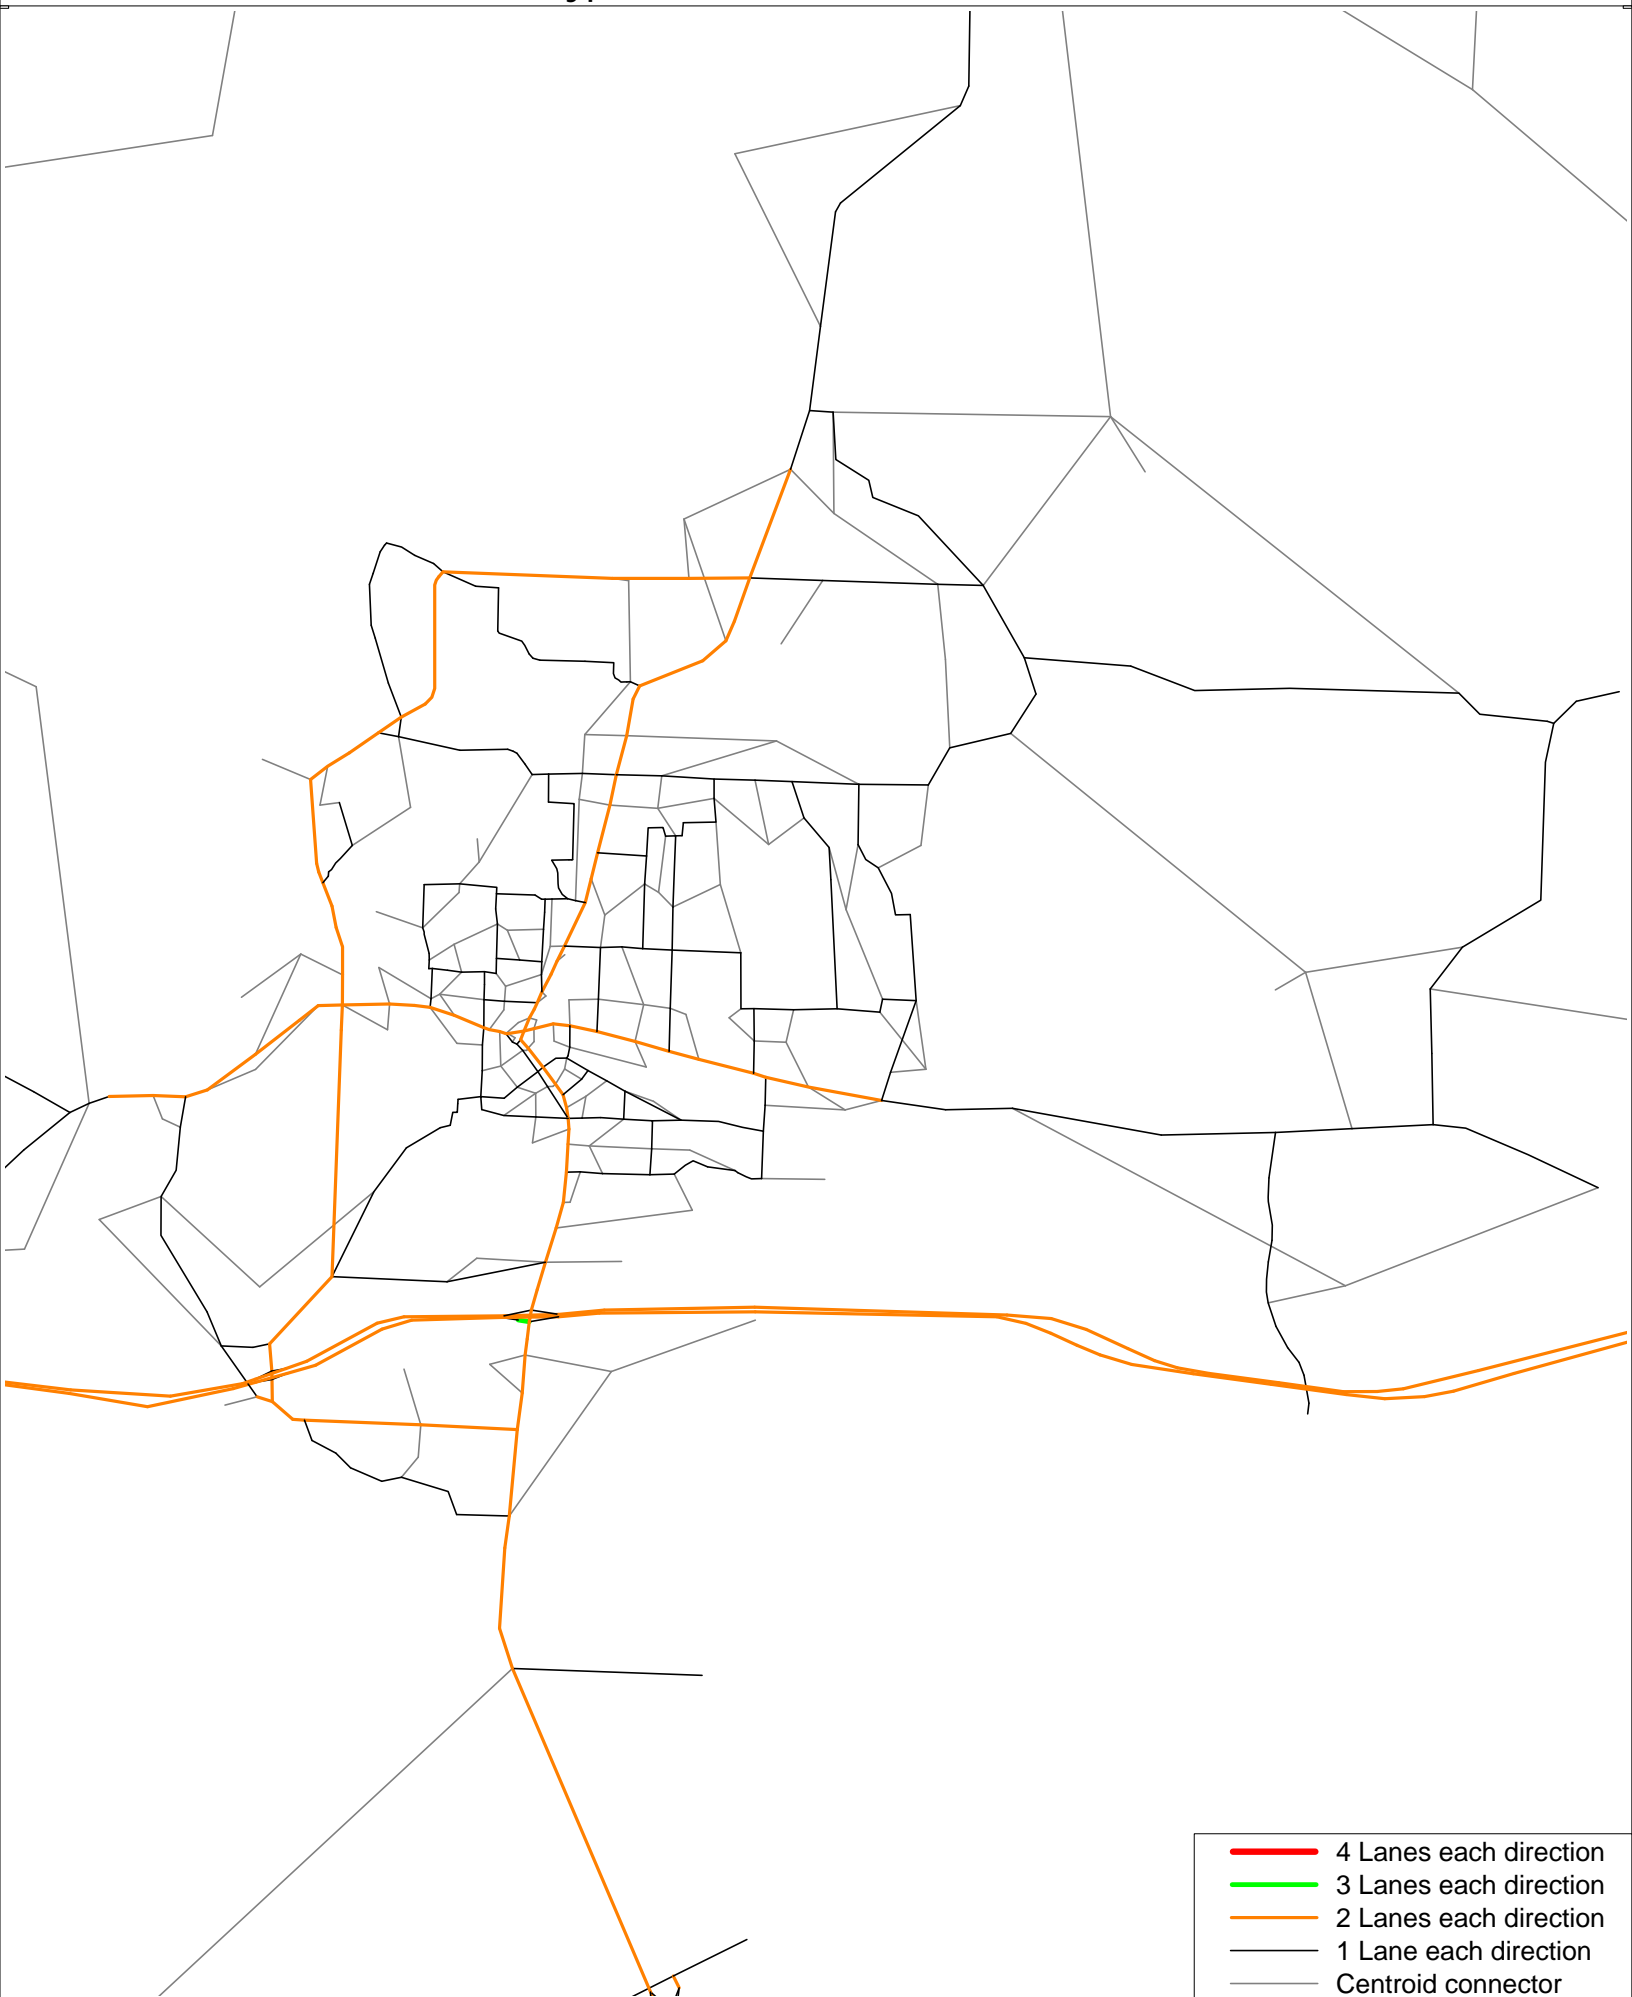 4 Lanes each direction
3 Lanes each direction
2 Lanes each direction
1 Lane each direction
Centroid connector